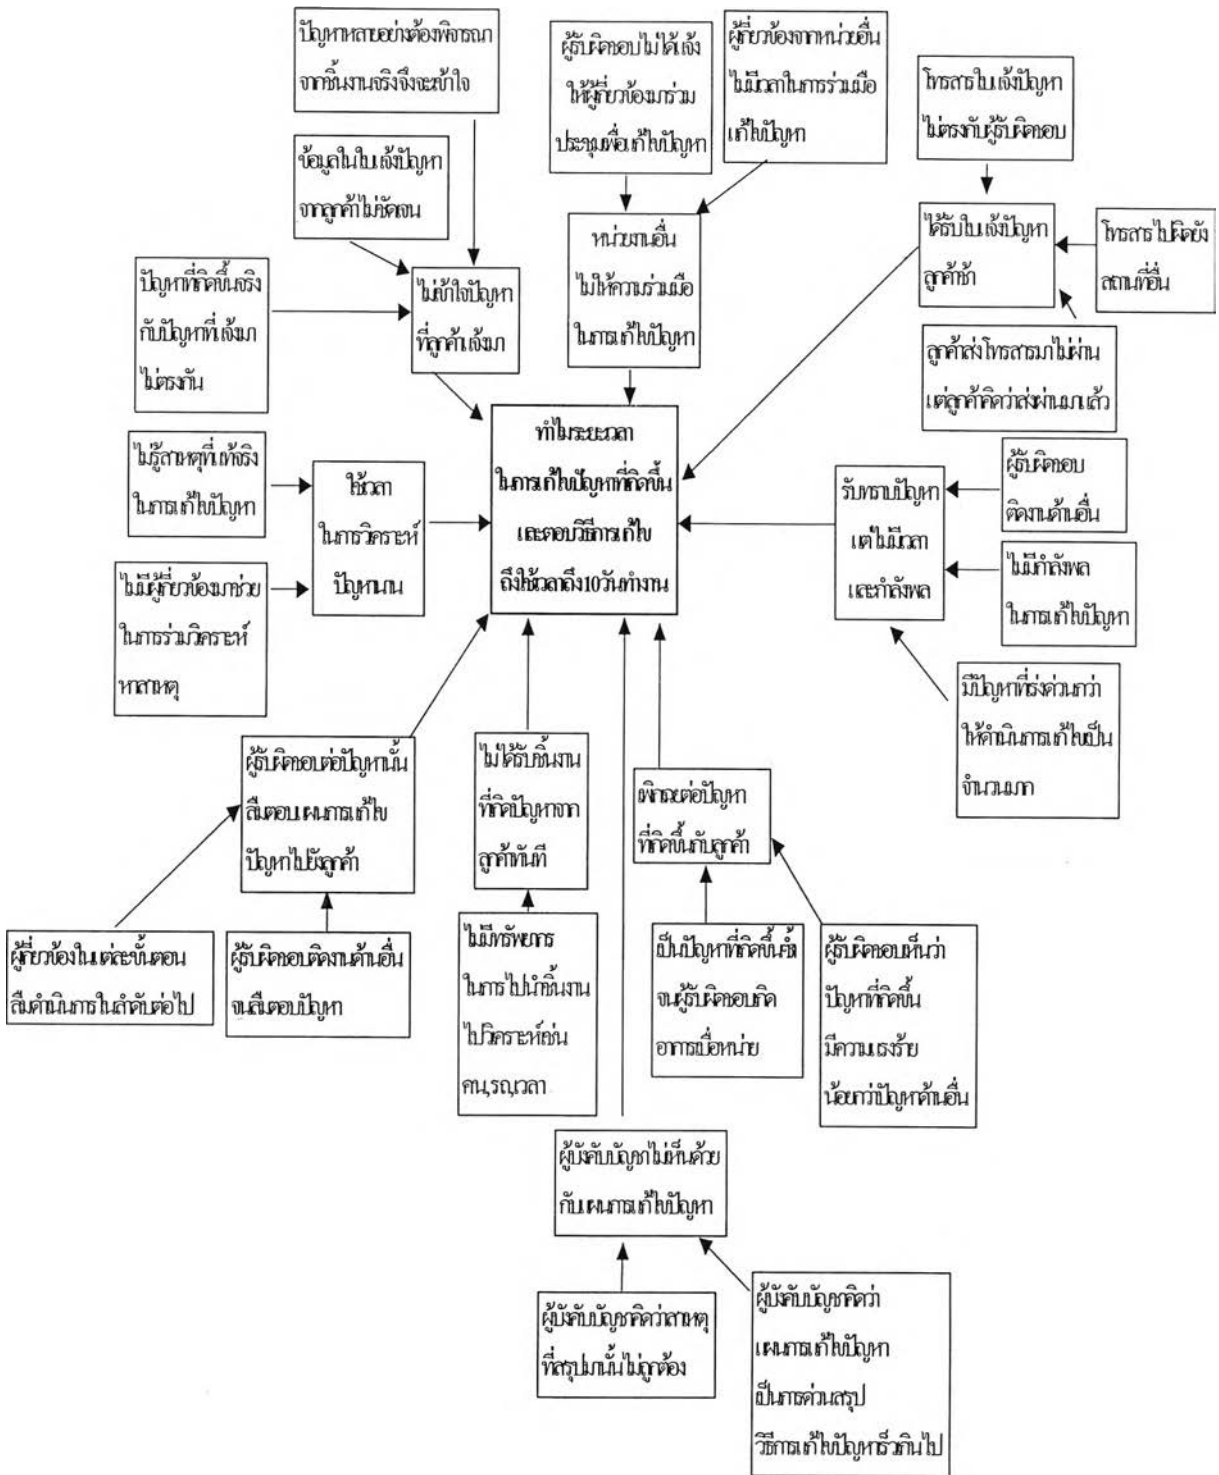 ปัญหาหลายอย่างต้องพิจารณา
จากชิ้นงานจริงจึงจะเข้าใจ
ผู้รับผิดชอบไม่ได้แจ้ง
ให้ผู้เกี่ยวข้องมาร่วม
ประชุมเพื่อแก้ไขปัญหา
ผู้เกี่ยวข้องจากหน่วยอื่น
ไม่มีเวลาในการร่วมมือ
แก้ไขปัญหา
โทรสารใบแจ้งปัญหา
ไม่ตรงกับผู้รับผิดชอบ
ข้อมูลในใบแจ้งปัญหา
จากลูกค้าไม่ชัดเจน
หน่วยงานอื่น
ไม่ให้ความร่วมมือ
ในการแก้ไขปัญหา
ได้รับใบแจ้งปัญหา
ลูกค้าช้า
โทรสารไปผิดยัง
สถานที่อื่น
ปัญหาที่เกิดขึ้นจริง
กับปัญหาที่แจ้งมา
ไม่ตรงกัน
ไม่เข้าใจปัญหา
ที่ลูกค้าแจ้งมา
ลูกค้าส่งโทรสารมาไม่ผ่าน
แต่ลูกค้าคิดว่าส่งผ่านมาแล้ว
ทำไมระยะเวลา
ในการแก้ไขปัญหาที่เกิดขึ้น
และตอบวิธีการแก้ไข
ถึงใช้เวลาถึง10วันทำงาน
ไม่รู้สาเหตุที่แท้จริง
ในการแก้ไขปัญหา
ใช้เวลา
ในการวิเคราะห์
ปัญหานาน
ไม่มีผู้เกี่ยวข้องมาช่วย
ในการร่วมวิเคราะห์
หาสาเหตุ
รับทราบปัญหา
แต่ไม่มีเวลา
และกำลังพล
ผู้รับผิดชอบ
ติดงานด้านอื่น
ไม่มีกำลังพล
ในการแก้ไขปัญหา
มีปัญหาที่เร่งด่วนกว่า
ให้ดำเนินการแก้ไขเป็น
จำนวนมาก
ผู้รับผิดชอบต่อปัญหานั้น
ลืมตอบแผนการแก้ไข
ปัญหาไปยังลูกค้า
ไม่ได้รับชิ้นงาน
ที่เกิดปัญหาจาก
ลูกค้าทันที
เพิกเฉยต่อปัญหา
ที่เกิดขึ้นกับลูกค้า
ผู้เกี่ยวข้องในแต่ละขั้นตอน
ลืมดำเนินการในลำดับต่อไป
ผู้รับผิดชอบติดงานด้านอื่น
จนลืมตอบปัญหา
ไม่มีทรัพยากร
ในการไปนำชิ้นงาน
ไปวิเคราะห์เช่น
คน,รถ,เวลา
เป็นปัญหาที่เกิดขึ้นซ้ำ
จนผู้รับผิดชอบเกิด
อาการเบื่อหน่าย
ผู้รับผิดชอบเห็นว่า
ปัญหาที่เกิดขึ้น
มีความแรงร้าย
น้อยกว่าปัญหาด้านอื่น
ผู้บังคับบัญชาไม่เห็นด้วย
กับแผนการแก้ไขปัญหา
ผู้บังคับบัญชาคิดว่าสาเหตุ
ที่สรุปมานั้นไม่ถูกต้อง
ผู้บังคับบัญชาคิดว่า
แผนการแก้ไขปัญหา
เป็นการด่วนสรุป
วิธีการแก้ไขปัญหาเร็วเกินไป